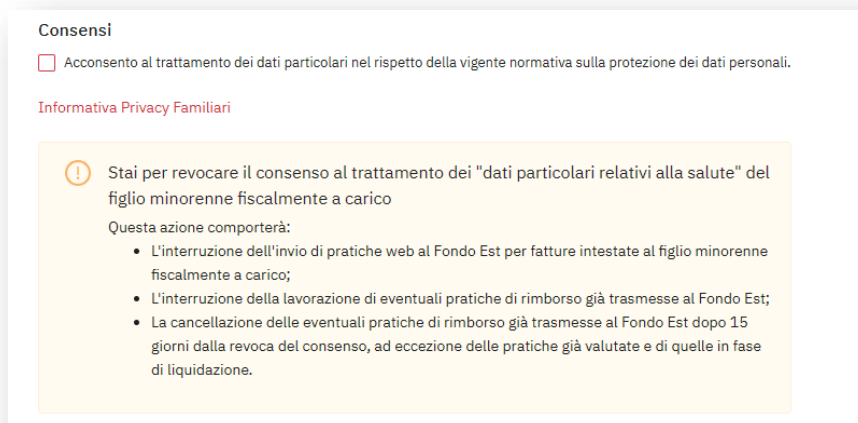 Consensi
Acconsento al trattamento dei dati particolari nel rispetto della vigente normativa sulla protezione dei dati personali.
Informativa Privacy Familiari
Stai per revocare il consenso al trattamento dei "dati particolari relativi alla salute" del
figlio minorenne fiscalmente a carico
Questa azione comporterà:
• L'interruzione dell'invio di pratiche web al Fondo Est per fatture intestate al figlio minorenne
fiscalmente a carico;
• L'interruzione della lavorazione di eventuali pratiche di rimborso già trasmesse al Fondo Est;
• La cancellazione delle eventuali pratiche di rimborso già trasmesse al Fondo Est dopo 15
giorni dalla revoca del consenso, ad eccezione delle pratiche già valutate e di quelle in fase
di liquidazione.